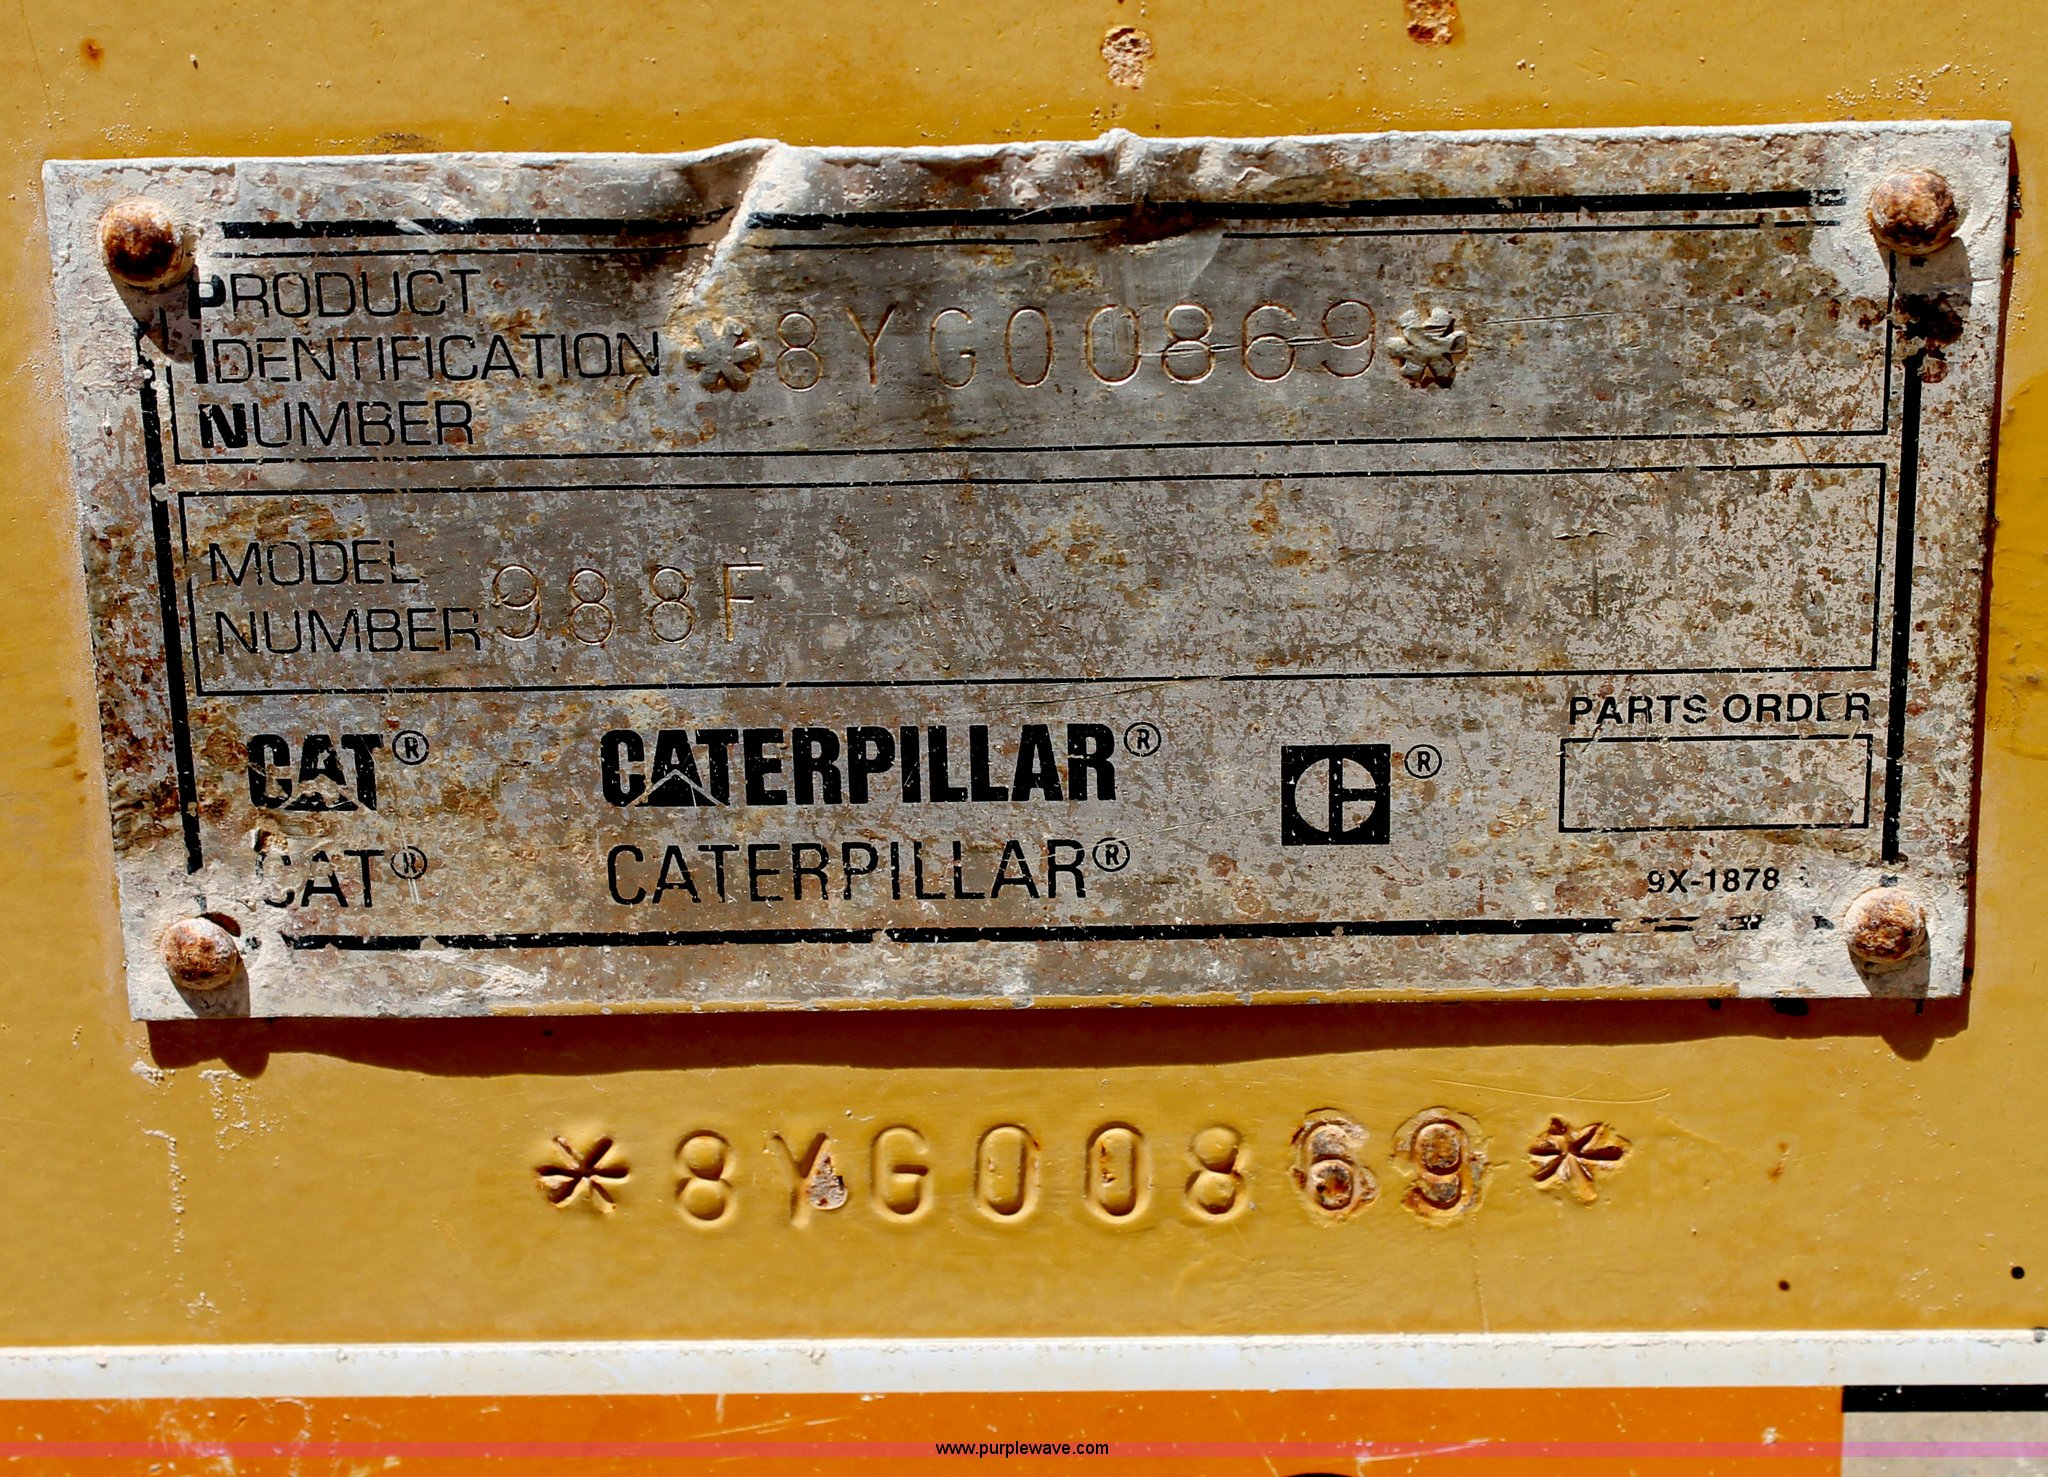 PRODUCT
IDENTIFICATION *8YG00869*
NUMBER
MODEL
NUMBER 988F
PARTS ORDER
CAT® CATERPILLAR® ®
CAT® CATERPILLAR®
9X-1878
*8YG00869*
www.purplewave.com